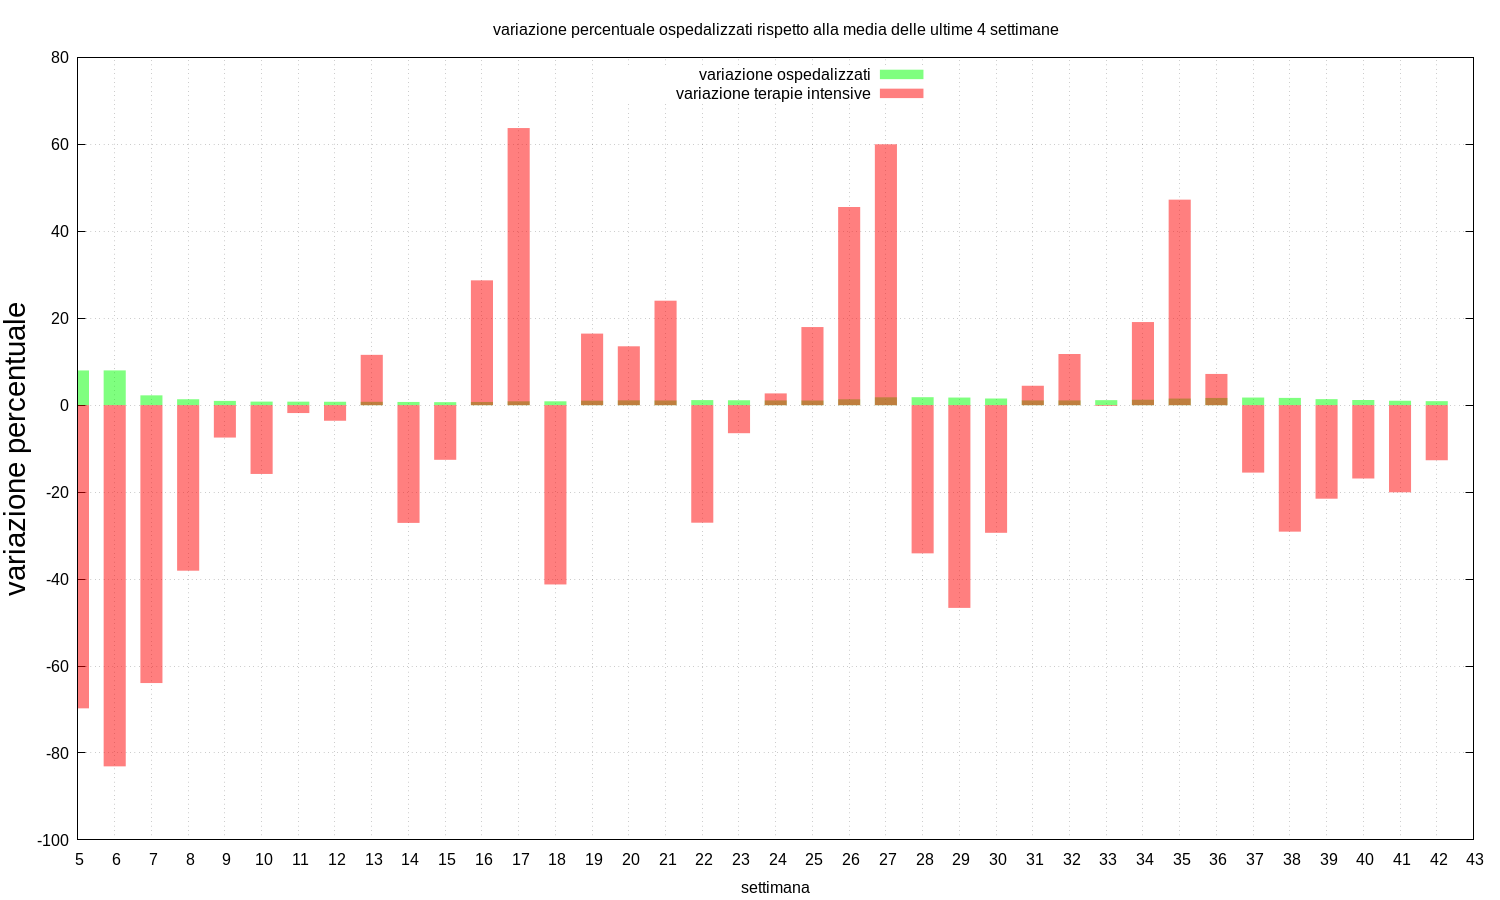 variazione percentuale ospedalizzati rispetto alla media delle ultime 4 settimane
variazione ospedalizzati
variazione terapie intensive
variazione percentuale
80
60
40
20
0
-20
-40
-60
-80
-100
5 6 7 8 9 10 11 12 13 14 15 16 17 18 19 20 21 22 23 24 25 26 27 28 29 30 31 32 33 34 35 36 37 38 39 40 41 42 43
settimana